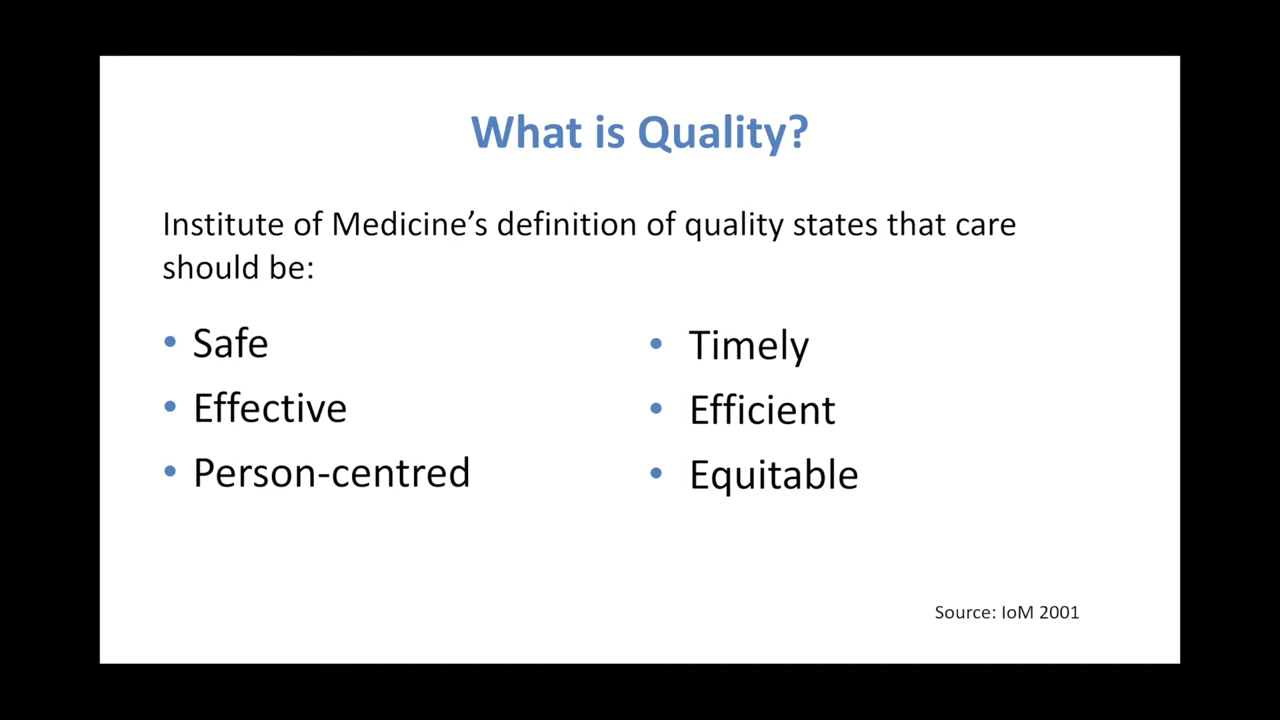 What is Quality?
Institute of Medicine’s definition of quality states that care
should be:
• Safe
• Effective
• Person-centred
• Timely
• Efficient
• Equitable
Source: IoM 2001